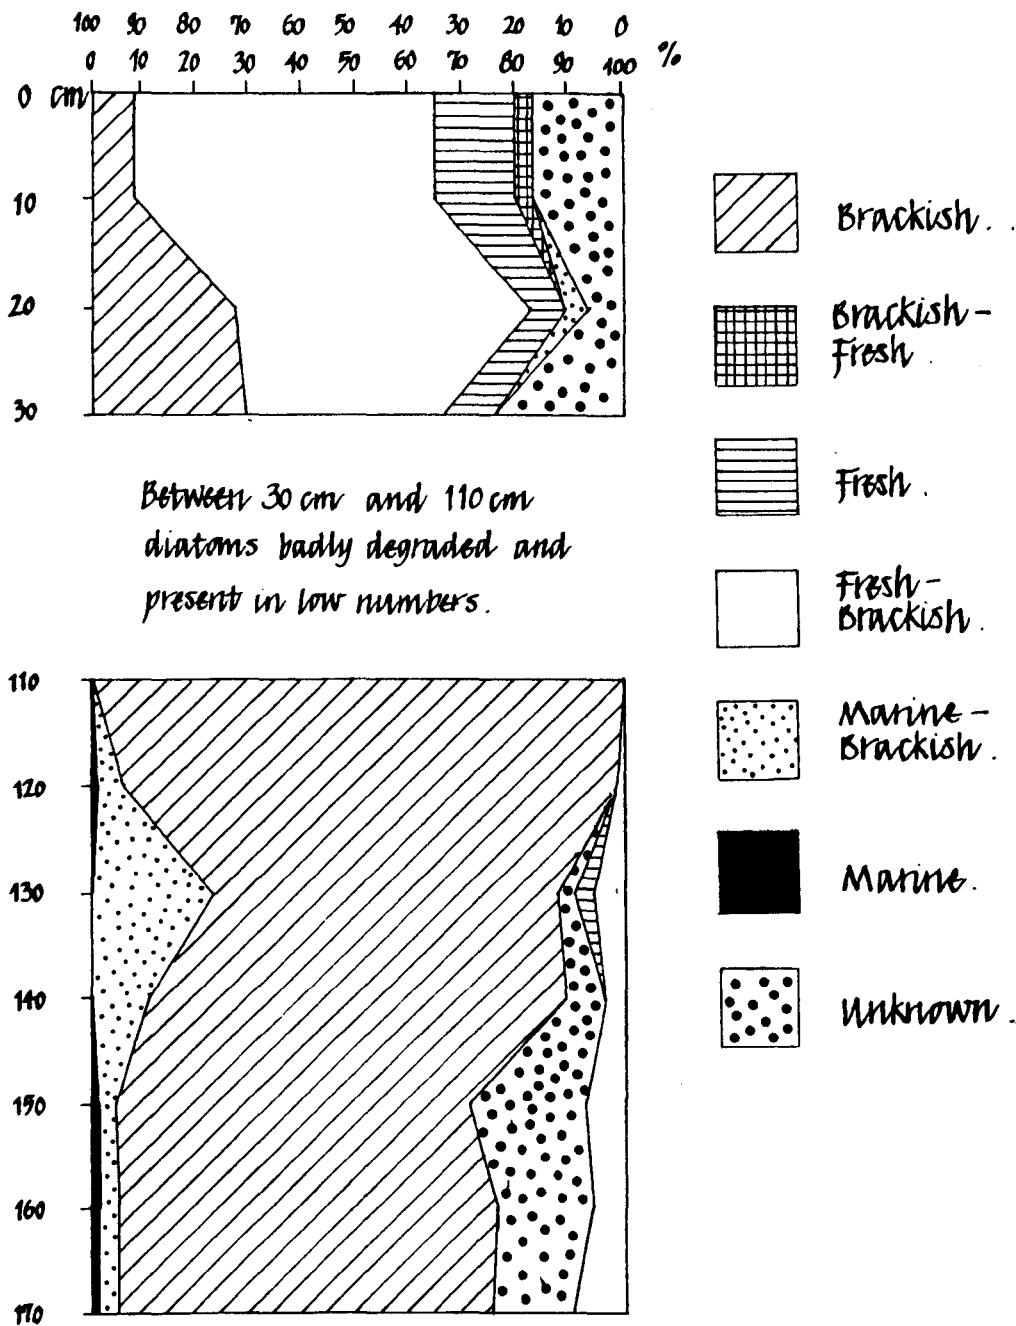 100 90 80 70 60 50 40 30 20 10 0
0 10 20 30 40 50 60 70 80 90 100 %
0 cm
10
20
30
Between 30 cm and 110 cm
diatoms badly degraded and
present in low numbers.
110
120
130
140
150
160
170
Brackish.
Brackish-
Fresh.
Fresh.
Fresh-
Brackish.
Marine-
Brackish.
Marine.
Unknown.